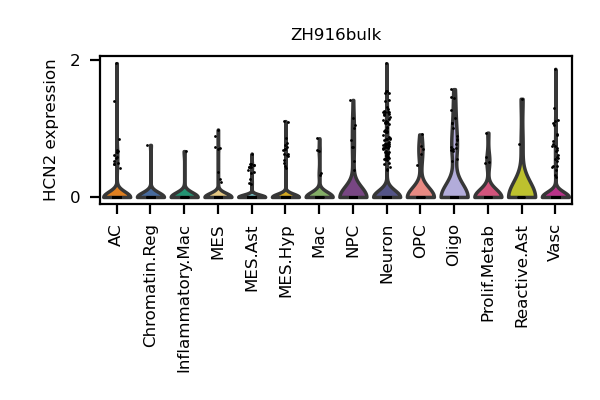 ZH916bulk
HCN2 expression
2
0
AC
Chromatin.Reg
Inflammatory.Mac
MES
MES.Ast
MES.Hyp
Mac
NPC
Neuron
OPC
Oligo
Prolif.Metab
Reactive.Ast
Vasc